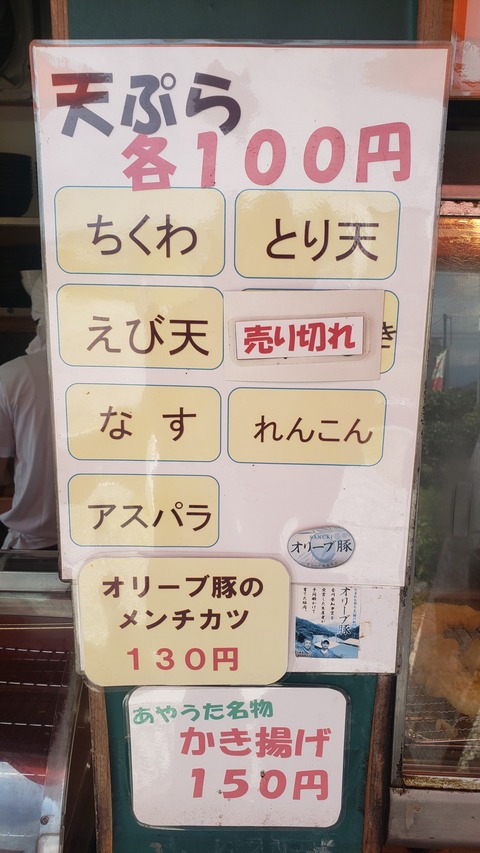 天ぷら
各100円
ちくわ
とり天
えび天
売り切れ
き
なす
れんこん
アスパラ
SANUKI
オリーブ豚
オリーブ豚の
メンチカツ
130円
オリーブ豚
あやうた名物
かき揚げ
150円